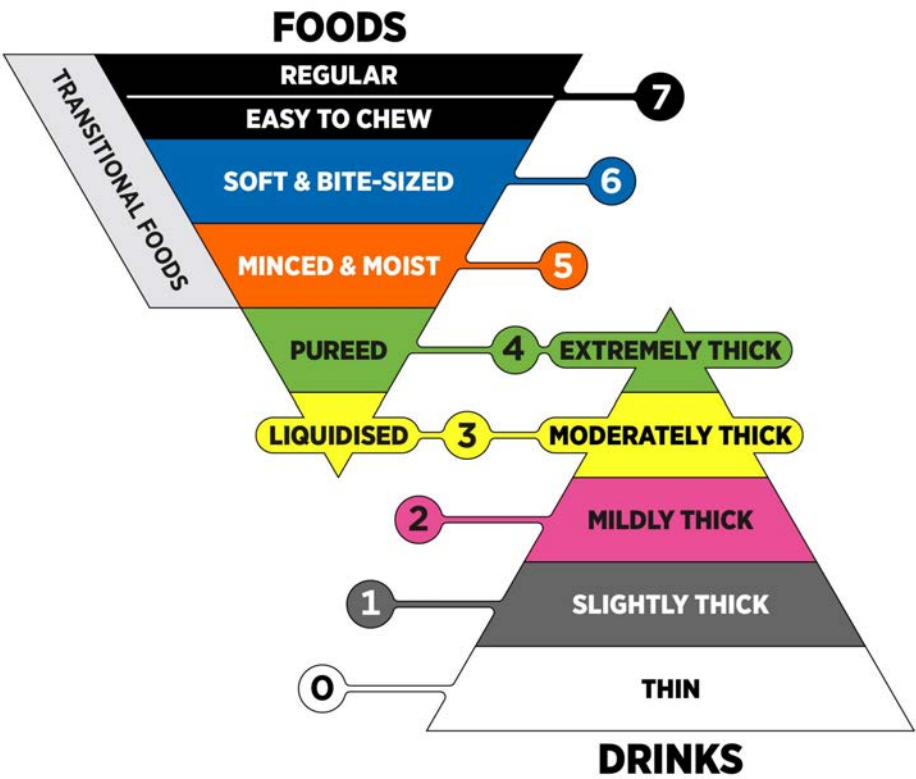 FOODS
REGULAR
7
EASY TO CHEW
TRANSITIONAL FOODS
SOFT & BITE-SIZED
6
MINCED & MOIST
5
PUREED
4
EXTREMELY THICK
LIQUIDISED
3
MODERATELY THICK
2
MILDLY THICK
1
SLIGHTLY THICK
0
THIN
DRINKS